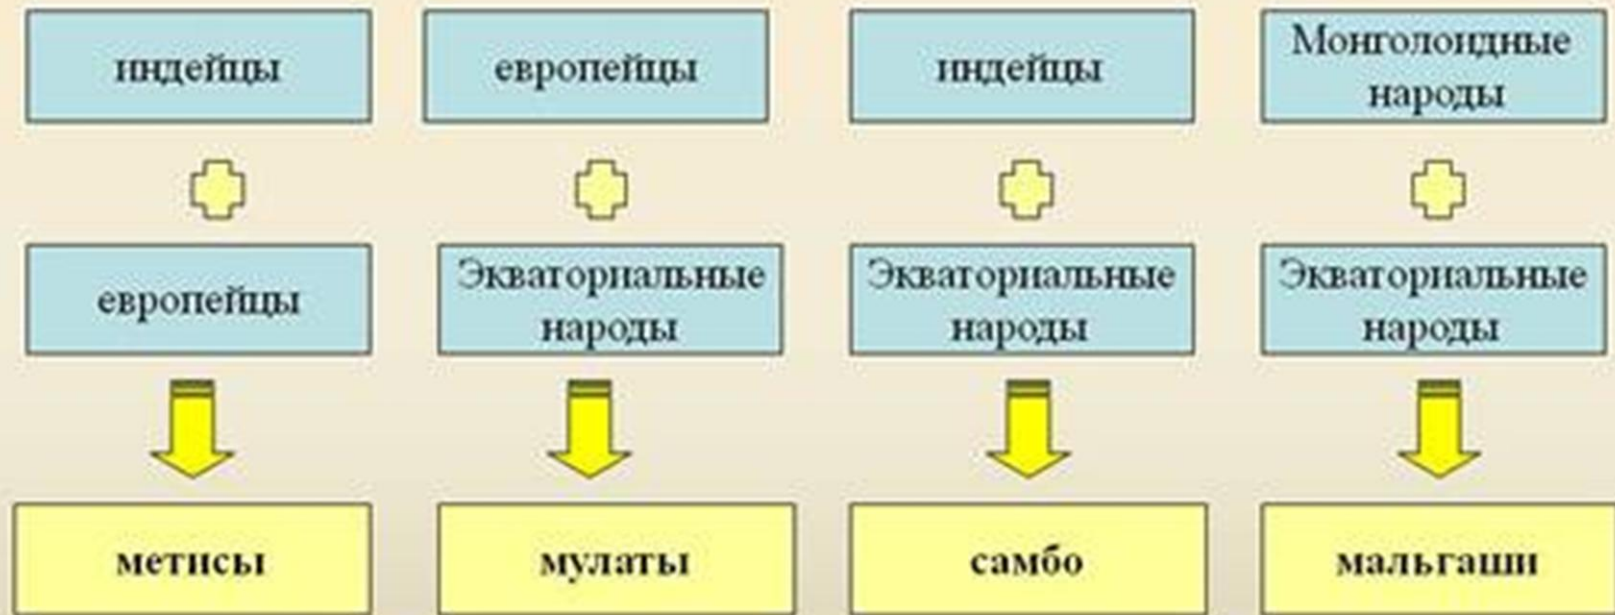 индейцы
европейцы
индейцы
Монголоидные
народы
европейцы
Экваториальные
народы
Экваториальные
народы
Экваториальные
народы
метисы
мулаты
самбо
мальгаши